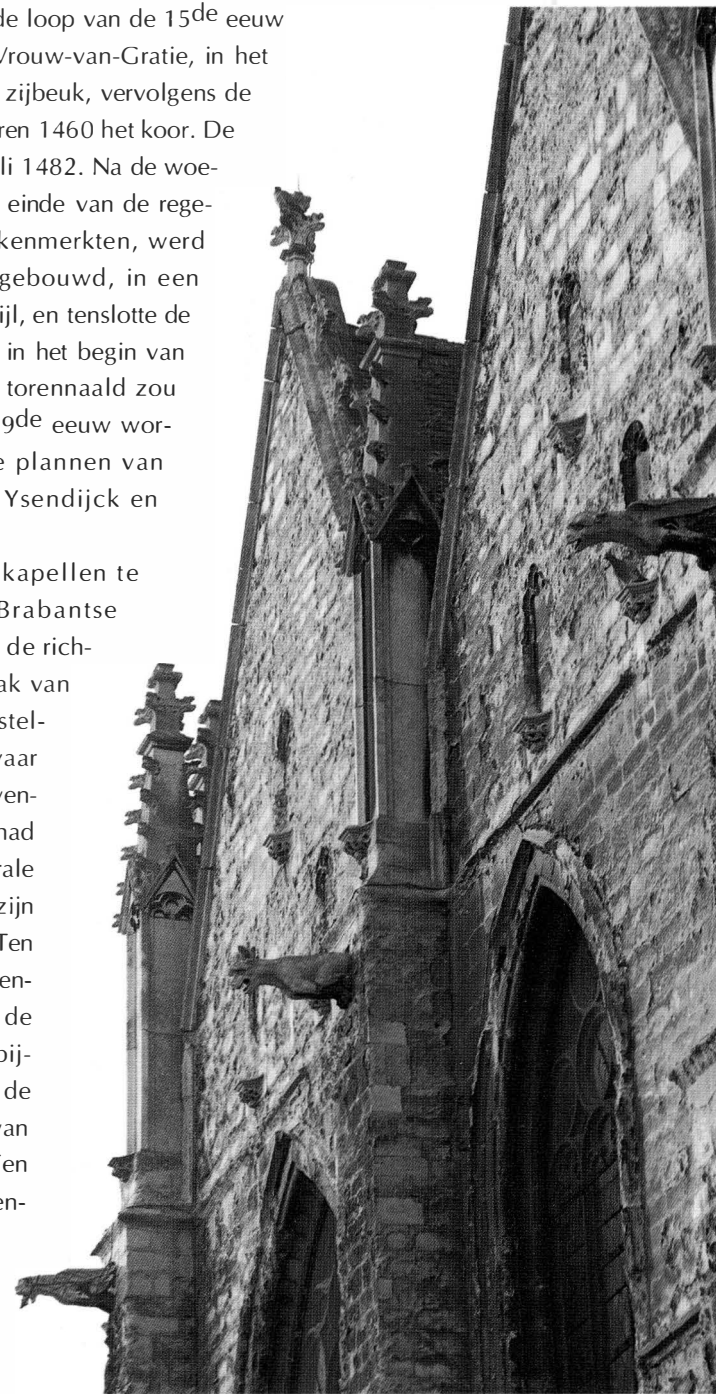 de loop van de 15de eeuw
Vrouw-van-Gratie, in het
zijbeuk, vervolgens de
ren 1460 het koor. De
li 1482. Na de woe-
einde van de rege-
kenmerkten, werd
gebouwd, in een
ijl, en tenslotte de
in het begin van
torennaald zou
9de eeuw wor-
e plannen van
Ysendijck en
kapellen te
Brabantse
de rich-
ak van
stel-
vaar
ven-
had
rale
zijn
Ten
en-
de
bij-
de
van
en
en-